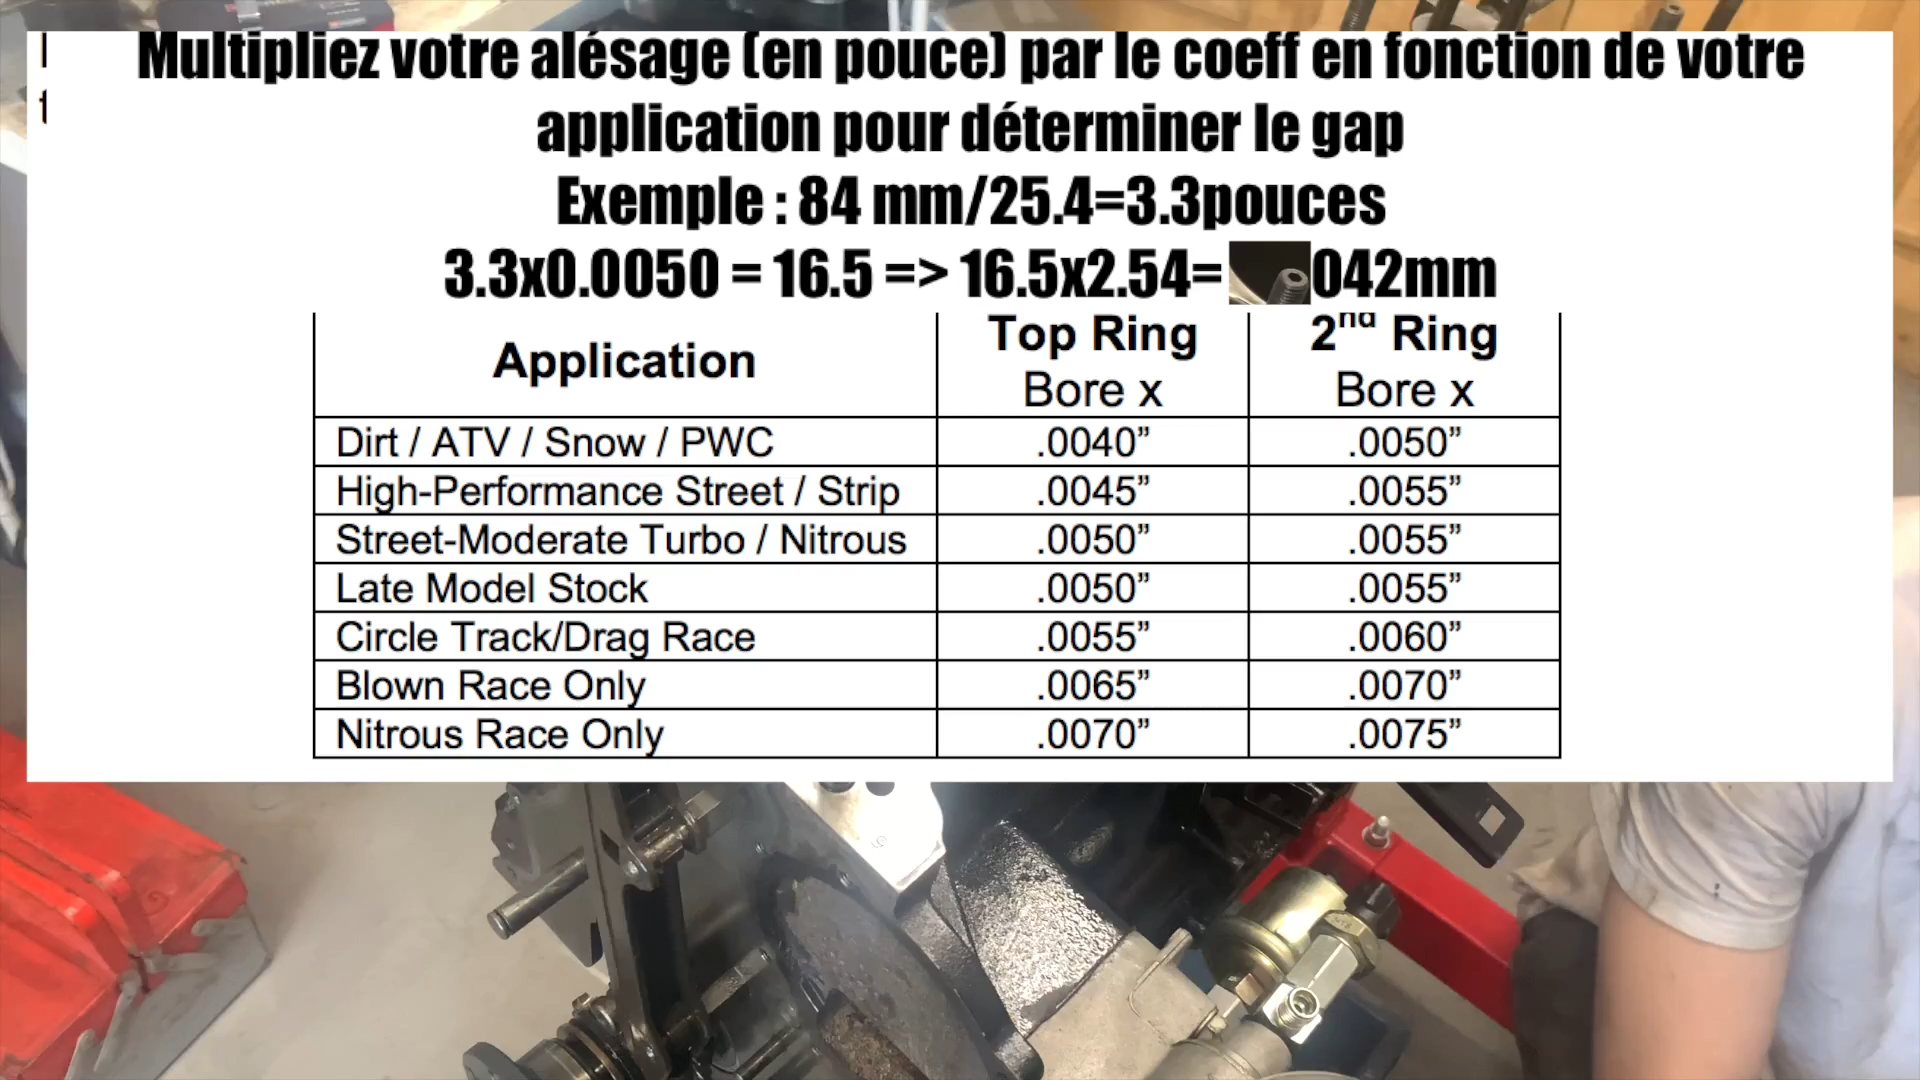 Multipliez votre alésage (en pouce) par le coeff en fonction de votre
application pour déterminer le gap
Exemple : 84 mm/25.4=3.3pouces
3.3x0.0050 = 16.5 => 16.5x2.54= 042mm
Application Top Ring Bore x 2nd Ring Bore x
Dirt / ATV / Snow / PWC .0040” .0050”
High-Performance Street / Strip .0045” .0055”
Street-Moderate Turbo / Nitrous .0050” .0055”
Late Model Stock .0050” .0055”
Circle Track/Drag Race .0055” .0060”
Blown Race Only .0065” .0070”
Nitrous Race Only .0070” .0075”